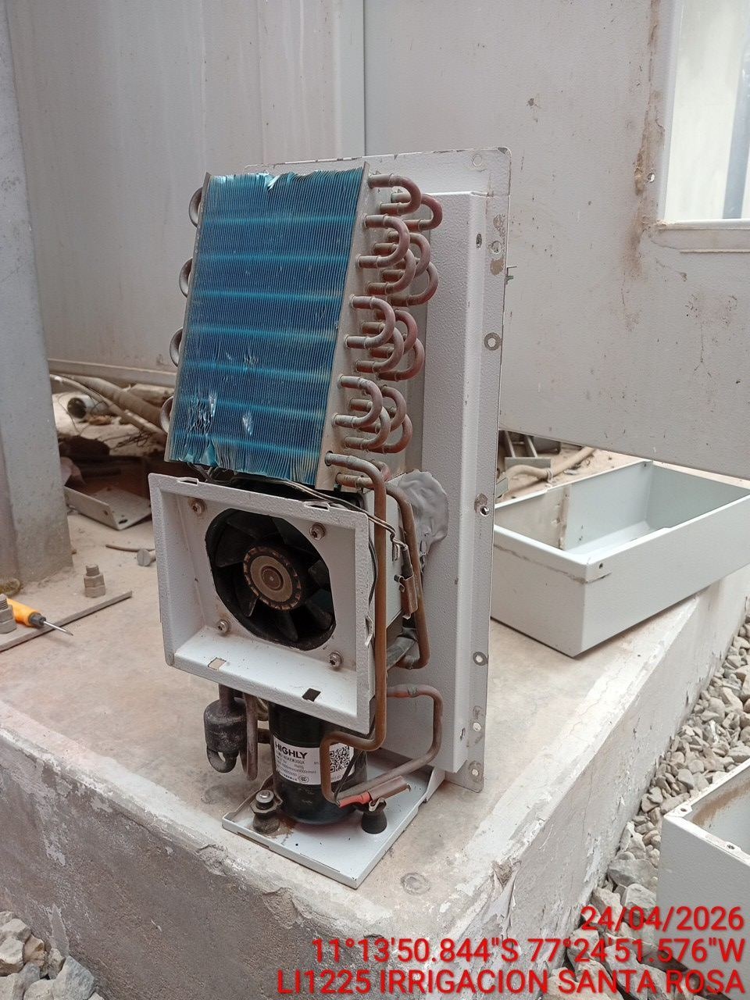 HIGHLY
24/04/2026
11°13'50.844"S 77°24'51.576"W
LI1225 IRRIGACION SANTA ROSA